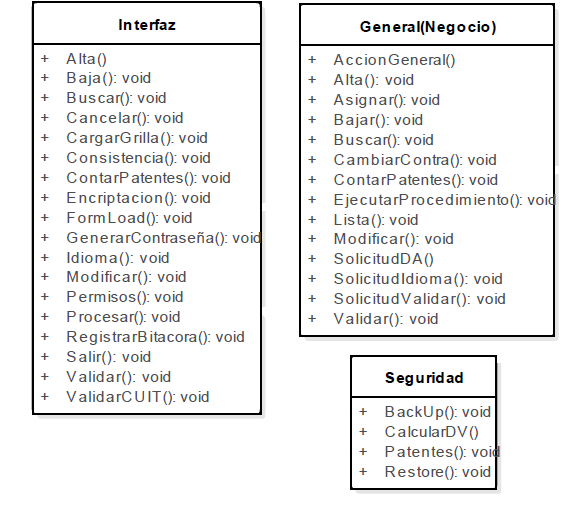 Interfaz
+ Alta()
+ Baja(): void
+ Buscar(): void
+ Cancelar(): void
+ CargarGrilla(): void
+ Consistencia(): void
+ ContarPatentes(): void
+ Encriptacion(): void
+ FormLoad(): void
+ GenerarContraseña(): void
+ Idioma(): void
+ Modificar(): void
+ Permisos(): void
+ Procesar(): void
+ RegistrarBitacora(): void
+ Salir(): void
+ Validar(): void
+ ValidarCUIT(): void
General(Negocio)
+ AccionGeneral()
+ Alta(): void
+ Asignar(): void
+ Bajar(): void
+ Buscar(): void
+ CambiarContra(): void
+ ContarPatentes(): void
+ EjecutarProcedimiento(): void
+ Lista(): void
+ Modificar(): void
+ SolicitudDA()
+ SolicitudIdioma(): void
+ SolicitudValidar(): void
+ Validar(): void
Seguridad
+ BackUp(): void
+ CalcularDV()
+ Patentes(): void
+ Restore(): void